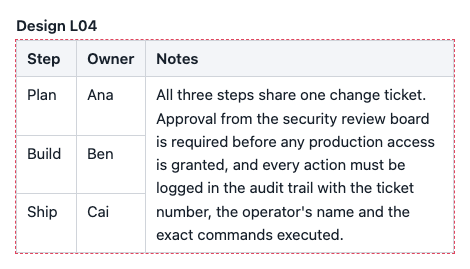 Design L04
Step Owner Notes
Plan Ana All three steps share one change ticket.
Approval from the security review board
is required before any production access
Build Ben is granted, and every action must be
logged in the audit trail with the ticket
Ship Cai number, the operator's name and the
exact commands executed.